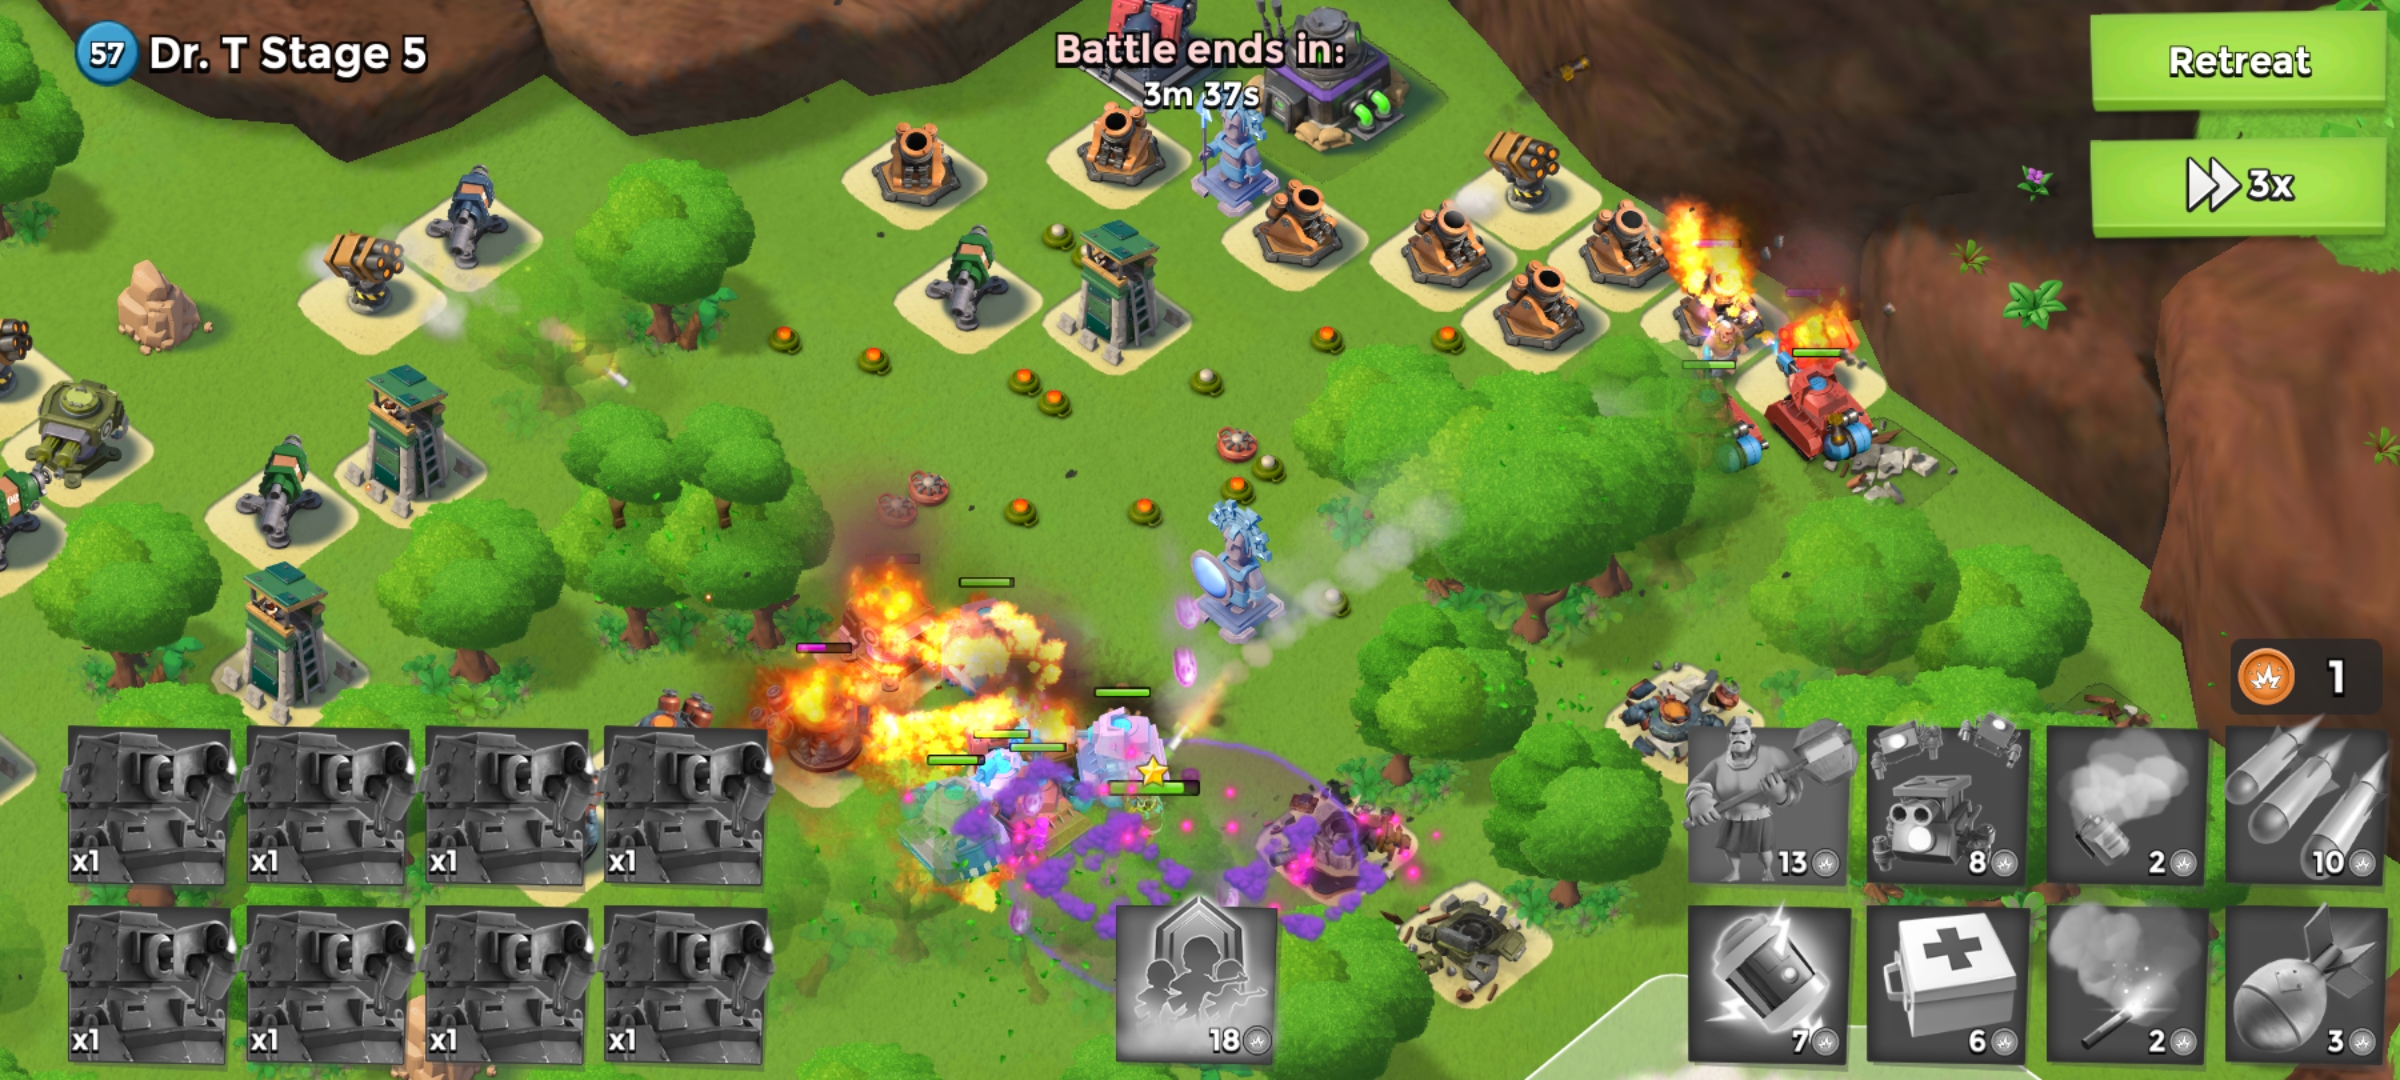 57 Dr. T Stage 5
Battle ends in:
3m 37s
Retreat
3x
1
x1 x1 x1 x1
13 8 2 10
x1 x1 x1 x1
18
7 6 2 3